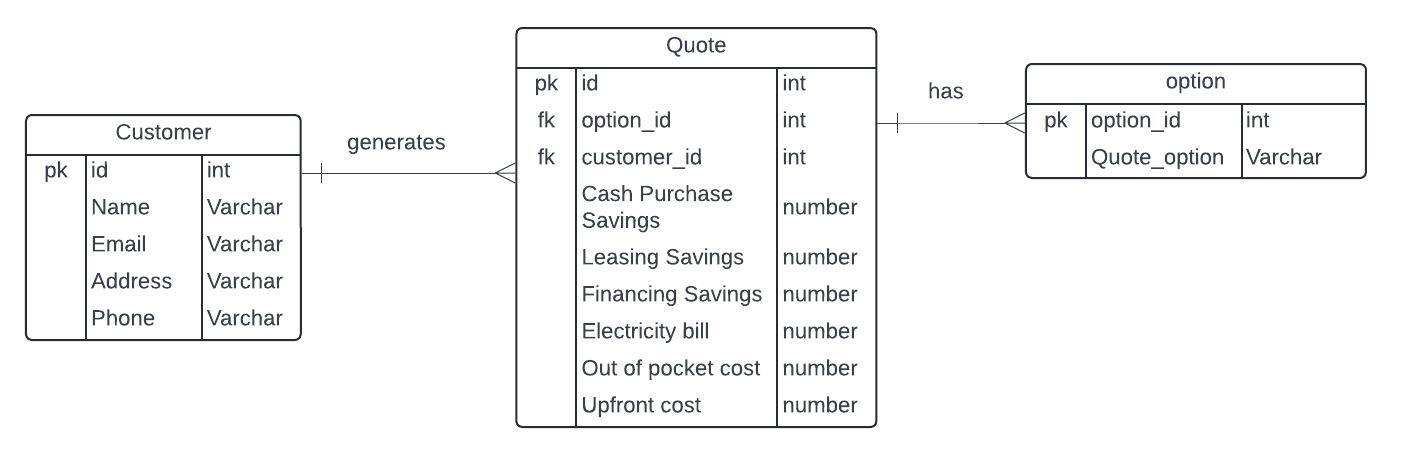 Customer
pk id int
Name Varchar
Email Varchar
Address Varchar
Phone Varchar
generates
Quote
pk id int
fk option_id int
fk customer_id int
Cash Purchase
Savings number
Leasing Savings number
Financing Savings number
Electricity bill number
Out of pocket cost number
Upfront cost number
has
option
pk option_id int
Quote_option Varchar